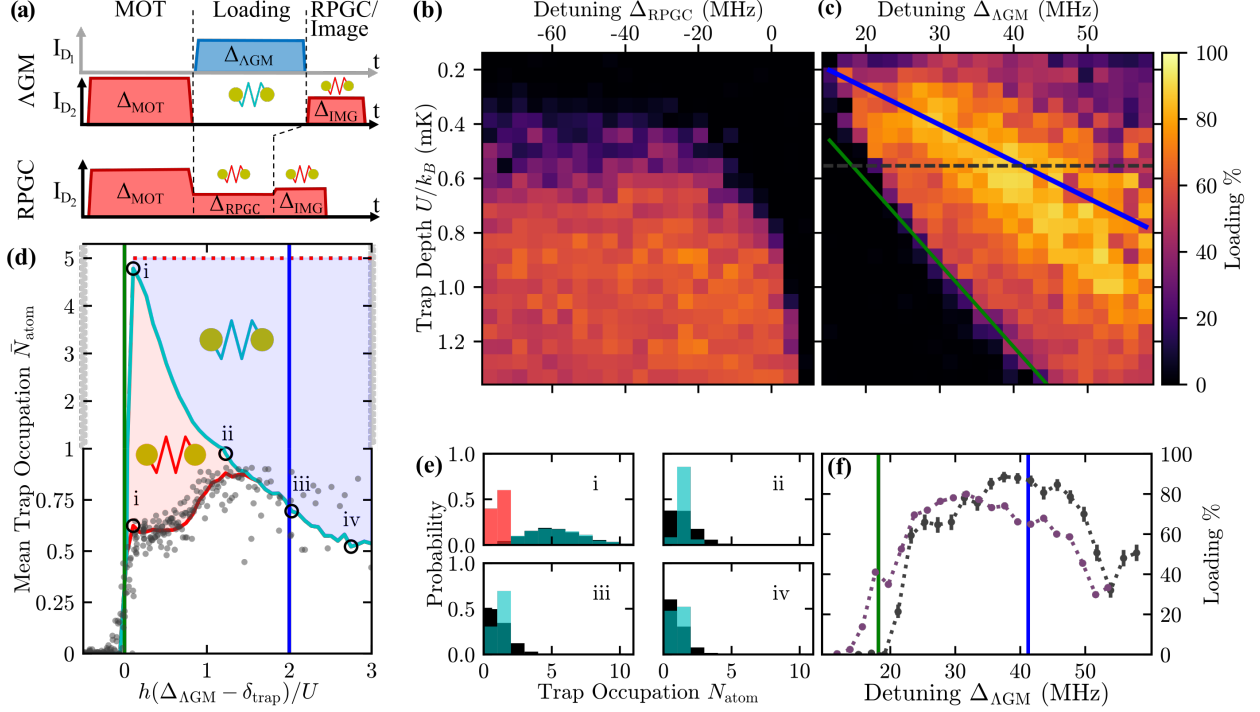 (a)
MOT Loading RPGC/
Image
ΛGM
I_D₁
Δ_ΛGM
t
I_D₂
Δ_MOT
Δ_IMG
t
RPGC
I_D₂
Δ_MOT
Δ_RPGC
Δ_IMG
t
(b)
Detuning Δ_RPGC (MHz)
−60 −40 −20 0
Trap Depth U/k_B (mK)
0.2
0.4
0.6
0.8
1.0
1.2
(c)
Detuning Δ_ΛGM (MHz)
20 30 40 50
Loading %
100
80
60
40
20
0
(d)
Mean Trap Occupation N̄_atom
5
4
3
2
1
0.75
0.5
0.25
0
i
i
ii
iii
iv
0 1 2 3
h(Δ_ΛGM − δ_trap)/U
(e)
Probability
1.0
0.5
0.0
i
ii
1.0
0.5
0.0
iii
iv
0 5 10 0 5 10
Trap Occupation N_atom
(f)
Loading %
100
80
60
40
20
0
20 30 40 50
Detuning Δ_ΛGM (MHz)